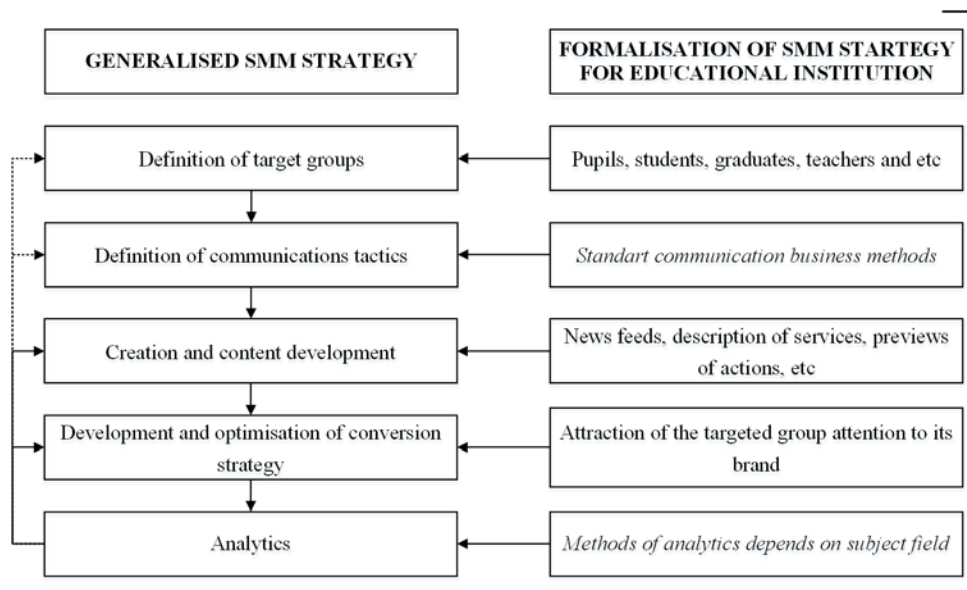 GENERALISED SMM STRATEGY
FORMALISATION OF SMM STARTEGY
FOR EDUCATIONAL INSTITUTION
Definition of target groups
Pupils, students, graduates, teachers and etc
Definition of communications tactics
Standart communication business methods
Creation and content development
News feeds, description of services, previews
of actions, etc
Development and optimisation of conversion
strategy
Attraction of the targeted group attention to its
brand
Analytics
Methods of analytics depends on subject field